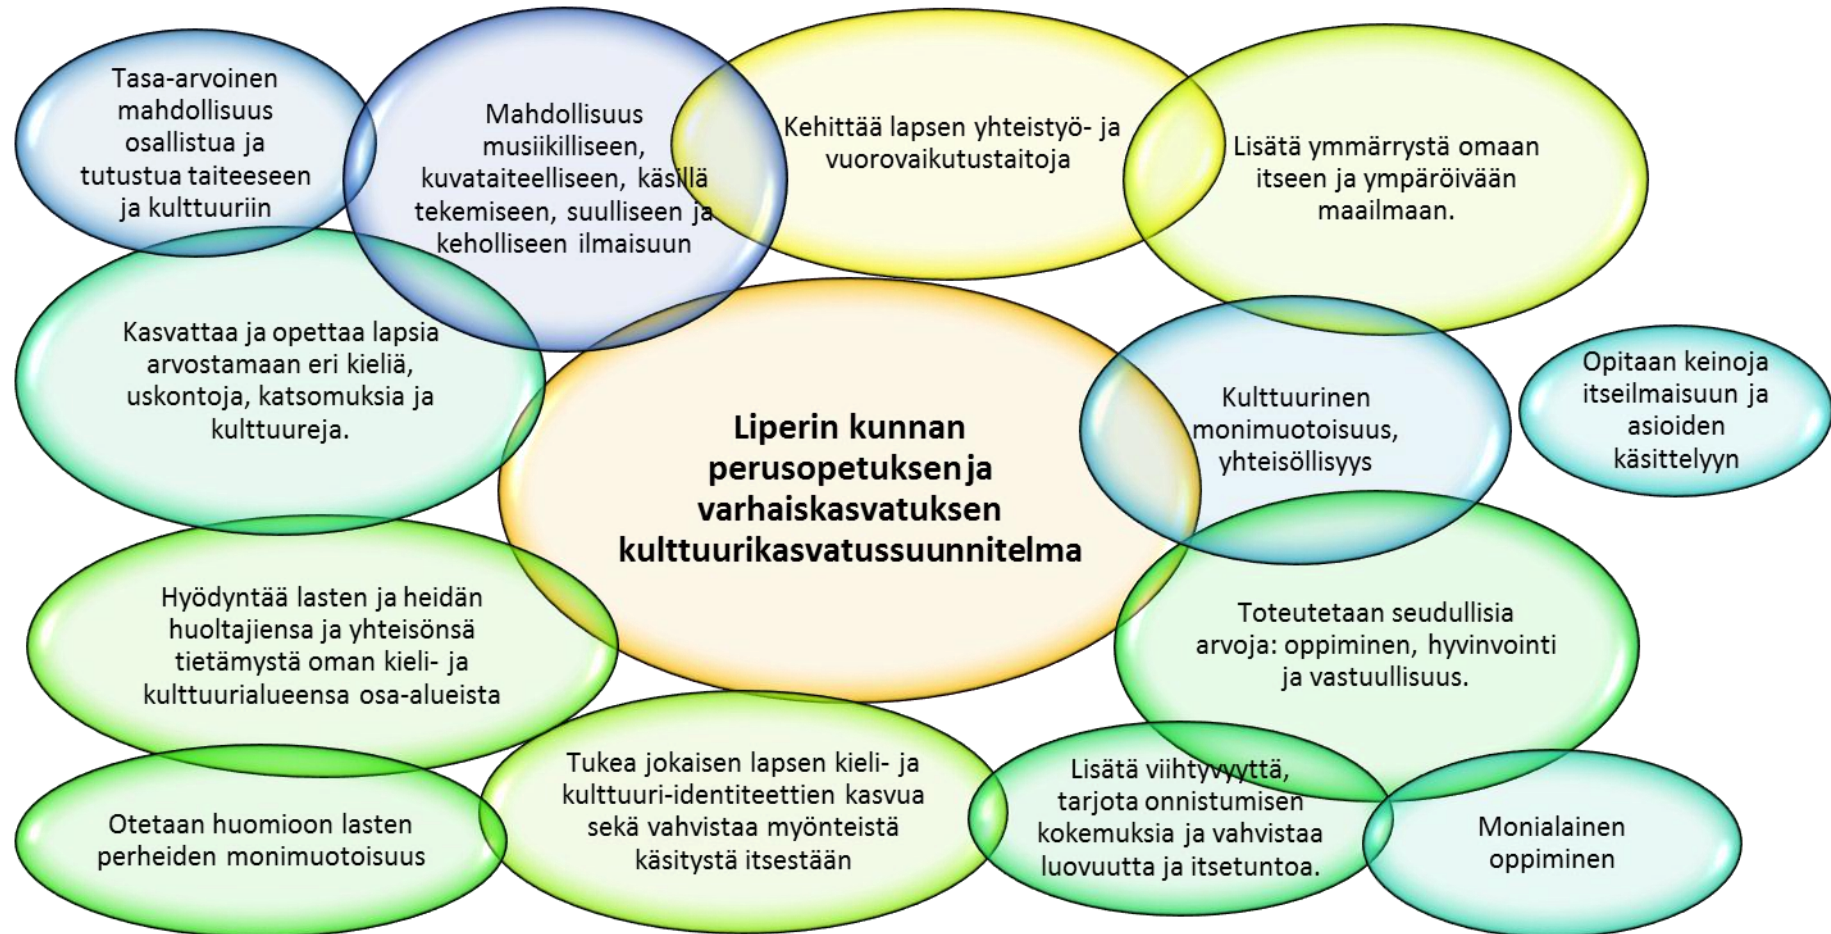 Tasa-arvoinen
mahdollisuus
osallistua ja
tutustua taiteeseen
ja kulttuuriin
Mahdollisuus
musiikilliseen,
kuvataiteelliseen, käsillä
tekemiseen, suulliseen ja
keholliseen ilmaisuun
Kehittää lapsen yhteistyö- ja
vuorovaikutustaitoja
Lisätä ymmärrystä omaan
itseen ja ympäröivään
maailmaan.
Kasvattaa ja opettaa lapsia
arvostamaan eri kieliä,
uskontoja, katsomuksia ja
kulttuureja.
Liperin kunnan
perusopetuksen ja
varhaiskasvatuksen
kulttuurikasvatussuunnitelma
Kulttuurinen
monimuotoisuus,
yhteisöllisyys
Opitaan keinoja
itseilmaisuun ja
asioiden
käsittelyyn
Hyödyntää lasten ja heidän
huoltajiensa ja yhteisönsä
tietämystä oman kieli- ja
kulttuurialueensa osa-alueista
Toteutetaan seudullisia
arvoja: oppiminen, hyvinvointi
ja vastuullisuus.
Otetaan huomioon lasten
perheiden monimuotoisuus
Tukea jokaisen lapsen kieli- ja
kulttuuri-identiteettien kasvua
sekä vahvistaa myönteistä
käsitystä itsestään
Lisätä viihtyvyyttä,
tarjota onnistumisen
kokemuksia ja vahvistaa
luovuutta ja itsetuntoa.
Monialainen
oppiminen